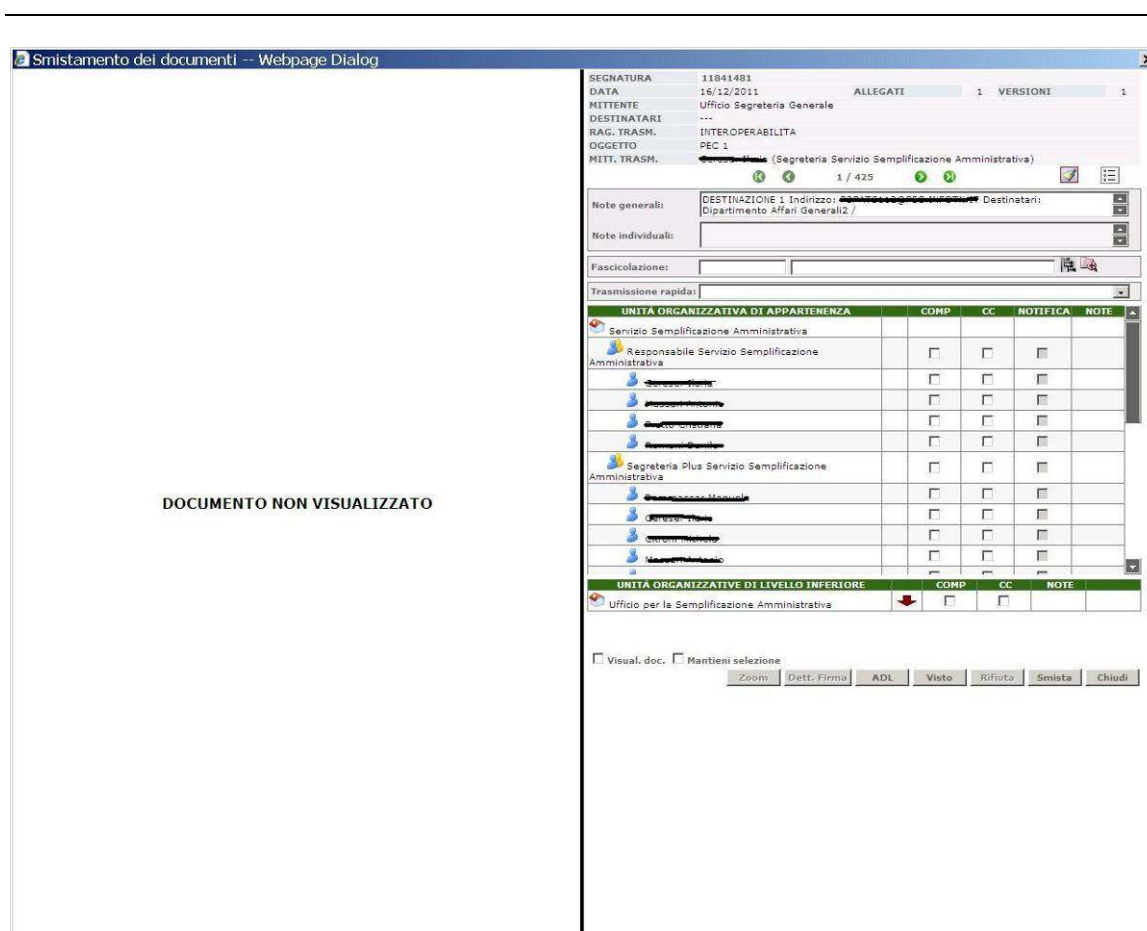 Smistamento dei documenti -- Webpage Dialog
SEGNATURA 11841481
DATA 16/12/2011 ALLEGATI 1 VERSIONI 1
MITTENTE Ufficio Segreteria Generale
DESTINATARI ---
RAG. TRASM. INTEROPERABILITA
OGGETTO PEC 1
MITT. TRASM. (Segreteria Servizio Semplificazione Amministrativa)
1 / 425
Note generali: DESTINAZIONE 1 Indirizzo: Destinatari:
Dipartimento Affari Generali2 /
Note individuali:
Fascicolazione:
Trasmissione rapida:
UNITÀ ORGANIZZATIVA DI APPARTENENZA COMP CC NOTIFICA NOTE
Servizio Semplificazione Amministrativa
Responsabile Servizio Semplificazione
Amministrativa
Segreteria Plus Servizio Semplificazione
Amministrativa
DOCUMENTO NON VISUALIZZATO
UNITÀ ORGANIZZATIVE DI LIVELLO INFERIORE COMP CC NOTE
Ufficio per la Semplificazione Amministrativa
Visual. doc. Mantieni selezione
Zoom Dett. Firma ADL Visto Rifiuta Smista Chiudi